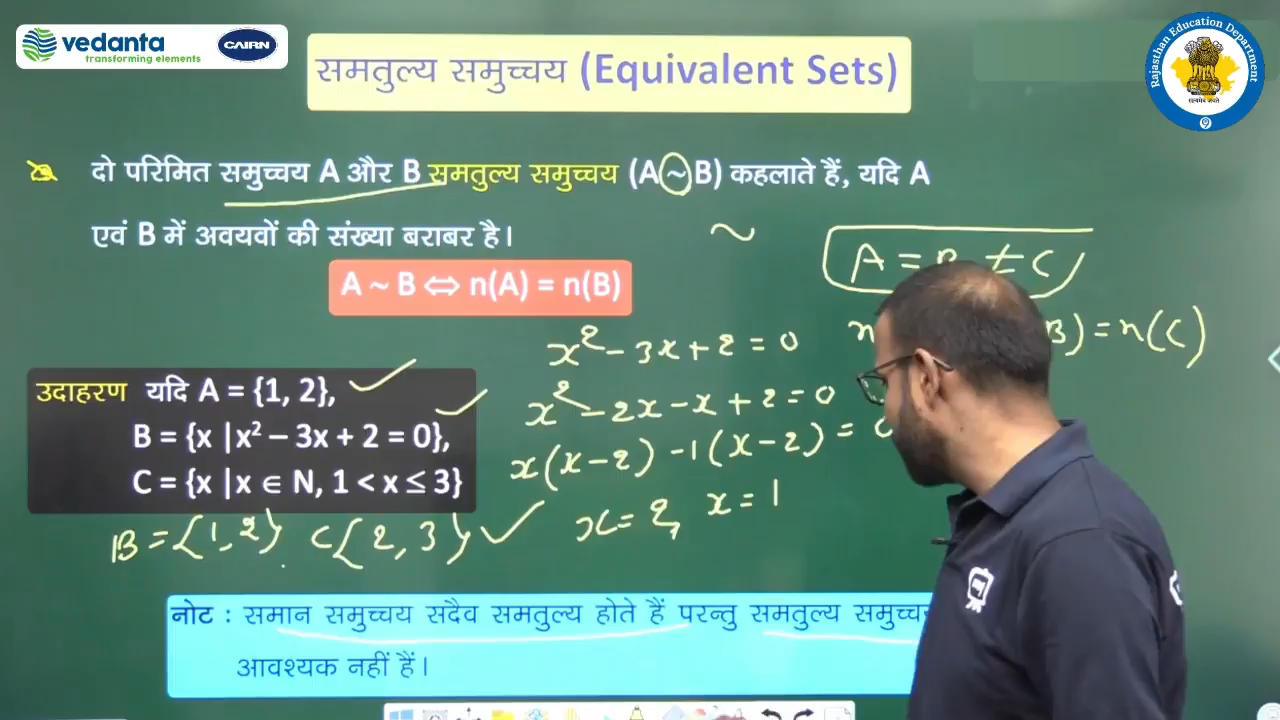 vedanta
transforming elements
CAIRN
Rajasthan Education Department
सत्यमेव जयते
समतुल्य समुच्चय (Equivalent Sets)
दो परिमित समुच्चय A और B समतुल्य समुच्चय (A ~ B) कहलाते हैं, यदि A
एवं B में अवयवों की संख्या बराबर है।
~
A = B ≠ C
A ~ B ⇔ n(A) = n(B)
) = n(C)
x² - 3x + 2 = 0
उदाहरण यदि A = {1, 2},
x² - 2x - x + 2 = 0
B = {x | x² – 3x + 2 = 0},
x(x-2) -1(x-2) =
C = {x | x ∈ N, 1 < x ≤ 3}
x = 2, x = 1
B = {1, 2} C{2, 3}
नोट : समान समुच्चय सदैव समतुल्य होते हैं परन्तु समतुल्य
आवश्यक नहीं हैं।